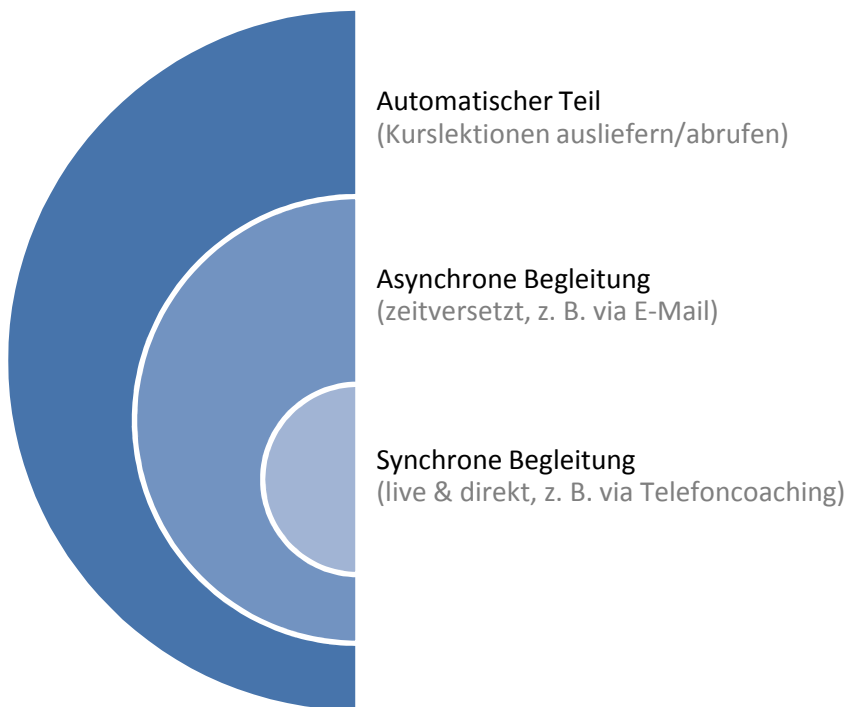 Automatischer Teil
(Kurslektionen ausliefern/abrufen)
Asynchrone Begleitung
(zeitversetzt, z. B. via E-Mail)
Synchrone Begleitung
(live & direkt, z. B. via Telefoncoaching)